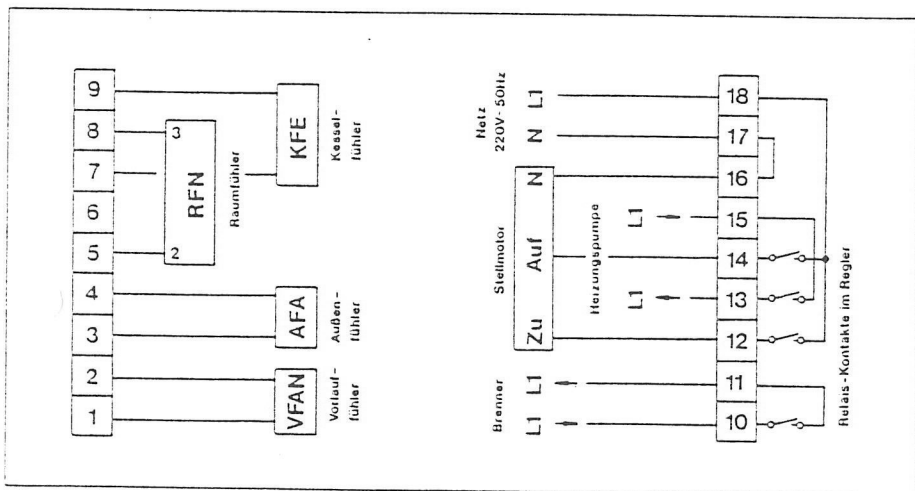 9
8
7
6
5
4
3
2
1
3
2
RFN
Raumfühler
KFE
Kessel-
fühler
AFA
Außen-
fühler
VFAN
Vorlauf-
fühler
Netz
220V-50Hz
L1
N
Stellmotor
N
Auf
Zu
Heizungspumpe
L1
L1
Brenner
L1
L1
18
17
16
15
14
13
12
11
10
Relais-Kontakte im Regler